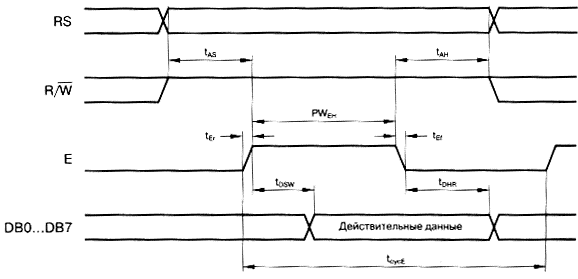 RS
tAS
tAH
R/W̅
PWEH
tEr
tEf
E
tDSW
tDHR
DB0...DB7
Действительные данные
tcycE